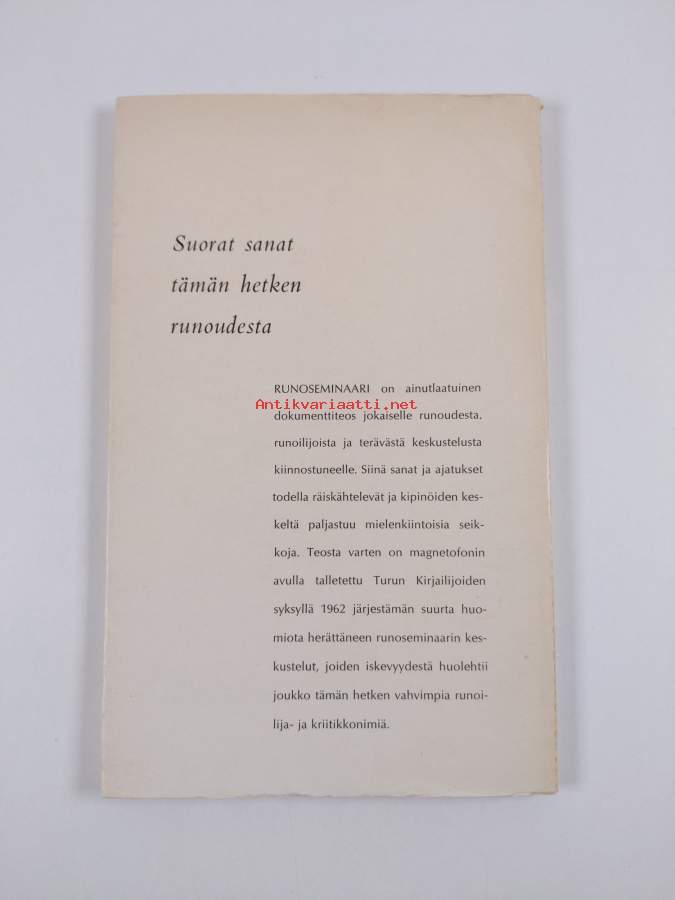 Suorat sanat
tämän hetken
runoudesta
RUNOSEMINAARI on ainutlaatuinen
Antikvariaatti.net
dokumenttiteos jokaiselle runoudesta,
runoilijoista ja terävästä keskustelusta
kiinnostuneelle. Siinä sanat ja ajatukset
todella räiskähtelevät ja kipinöiden kes-
keltä paljastuu mielenkiintoisia seik-
koja. Teosta varten on magnetofonin
avulla talletettu Turun Kirjailijoiden
syksyllä 1962 järjestämän suurta huo-
miota herättäneen runoseminaarin kes-
kustelut, joiden iskevyydestä huolehtii
joukko tämän hetken vahvimpia runoi-
lija- ja kriitikkonimiä.